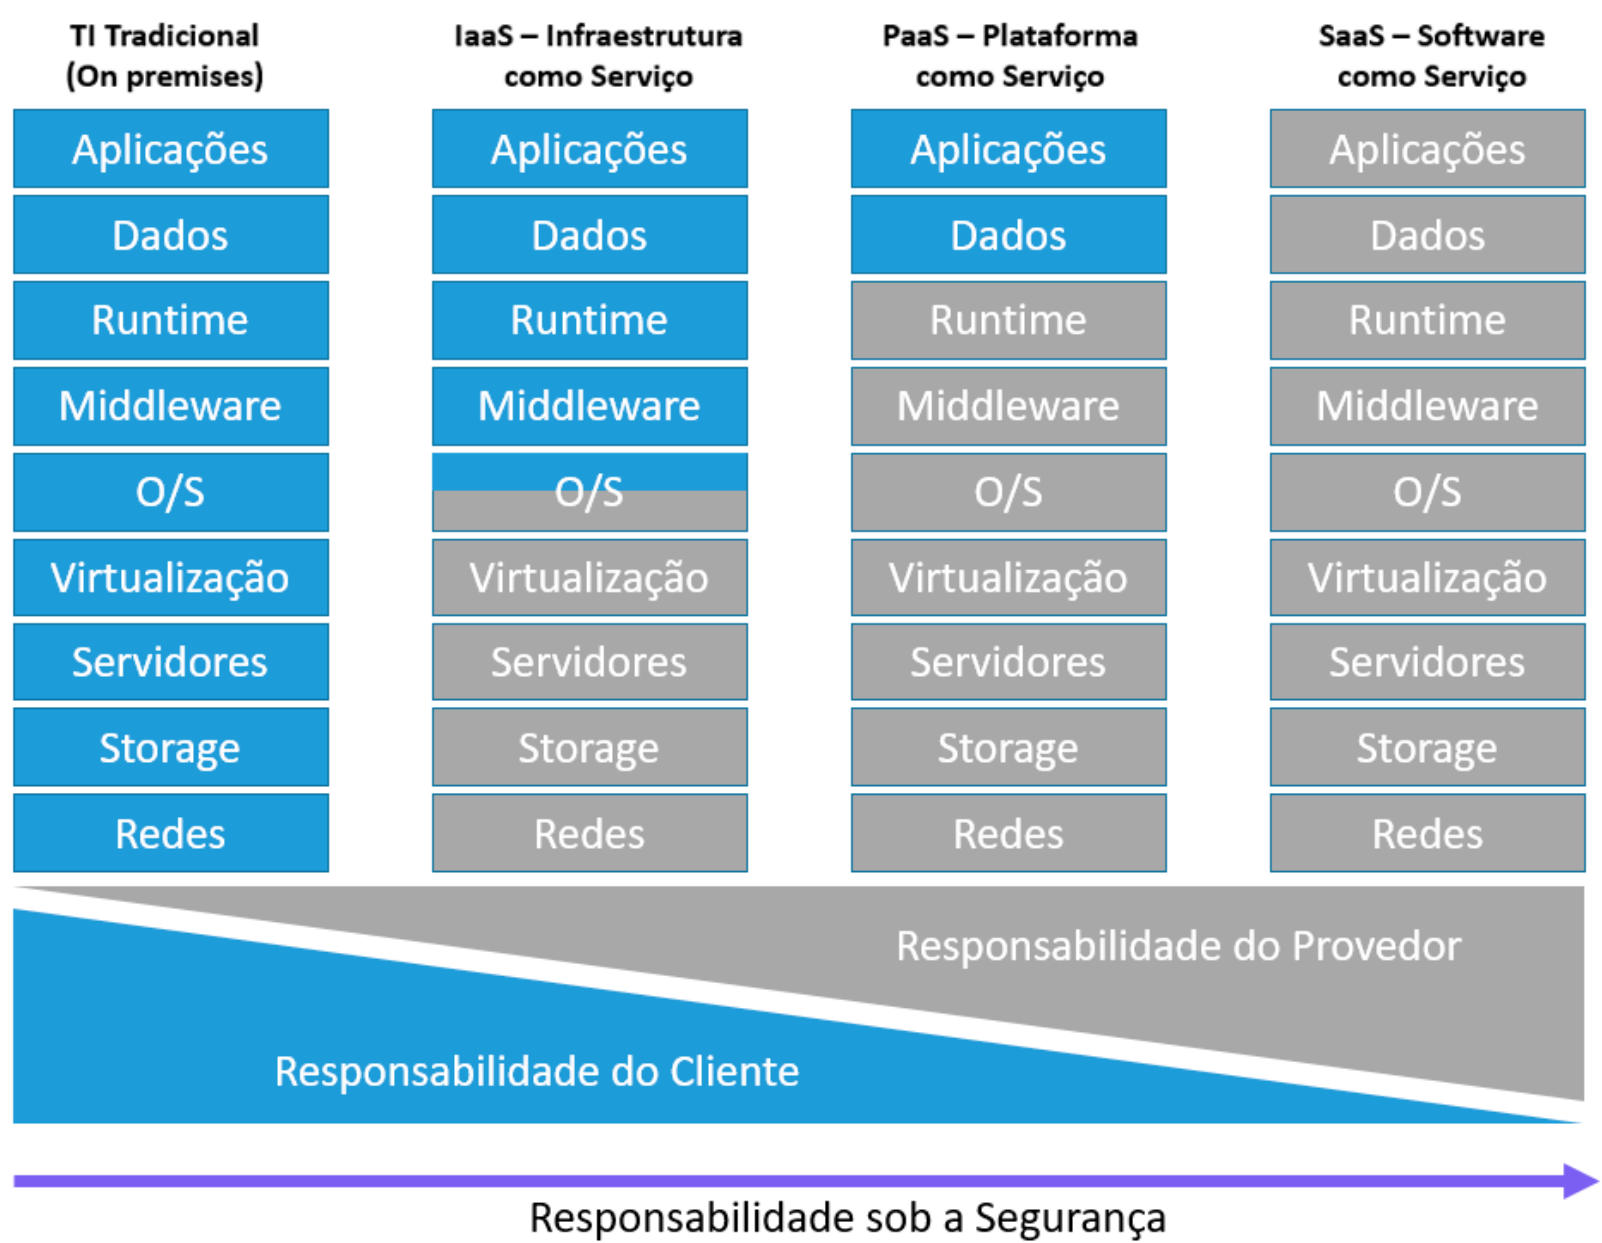 TI Tradicional
(On premises)
Aplicações
Dados
Runtime
Middleware
O/S
Virtualização
Servidores
Storage
Redes
IaaS – Infraestrutura
como Serviço
Aplicações
Dados
Runtime
Middleware
O/S
Virtualização
Servidores
Storage
Redes
PaaS – Plataforma
como Serviço
Aplicações
Dados
Runtime
Middleware
O/S
Virtualização
Servidores
Storage
Redes
SaaS – Software
como Serviço
Aplicações
Dados
Runtime
Middleware
O/S
Virtualização
Servidores
Storage
Redes
Responsabilidade do Provedor
Responsabilidade do Cliente
Responsabilidade sob a Segurança